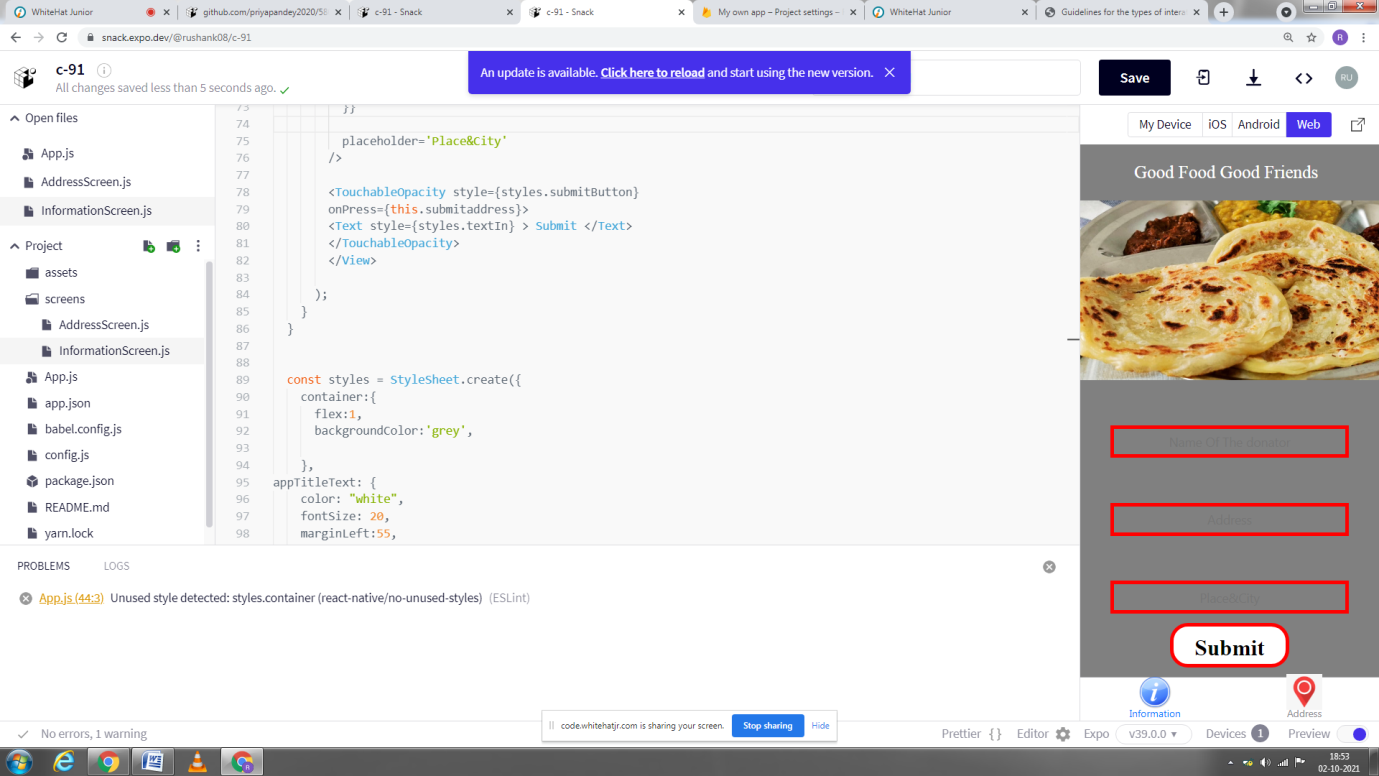 WhiteHat Junior
github.com/priyapandey2020/58
c-91 - Snack
c-91 - Snack
My own app – Project settings –
WhiteHat Junior
Guidelines for the types of intera
snack.expo.dev/@rushank08/c-91
R
c-91
All changes saved less than 5 seconds ago.
An update is available. Click here to reload and start using the new version.
Save
RU
Open files
App.js
AddressScreen.js
InformationScreen.js
Project
assets
screens
AddressScreen.js
InformationScreen.js
App.js
app.json
babel.config.js
config.js
package.json
README.md
yarn.lock
73 }}
74
75 placeholder='Place&City'
76 />
77
78 <TouchableOpacity style={styles.submitButton}
79 onPress={this.submitaddress}>
80 <Text style={styles.textIn} > Submit </Text>
81 </TouchableOpacity>
82 </View>
83
84 );
85 }
86 }
87
88
89 const styles = StyleSheet.create({
90 container:{
91 flex:1,
92 backgroundColor:'grey',
93
94 },
95 appTitleText: {
96 color: "white",
97 fontSize: 20,
98 marginLeft:55,
My Device iOS Android Web
Good Food Good Friends
Name Of The donator
Address
Place&City
Submit
Information
Address
PROBLEMS LOGS
App.js (44:3) Unused style detected: styles.container (react-native/no-unused-styles) (ESLint)
code.whitehatjr.com is sharing your screen. Stop sharing Hide
No errors, 1 warning
Prettier { } Editor Expo v39.0.0 Devices 1 Preview
18:53
02-10-2021